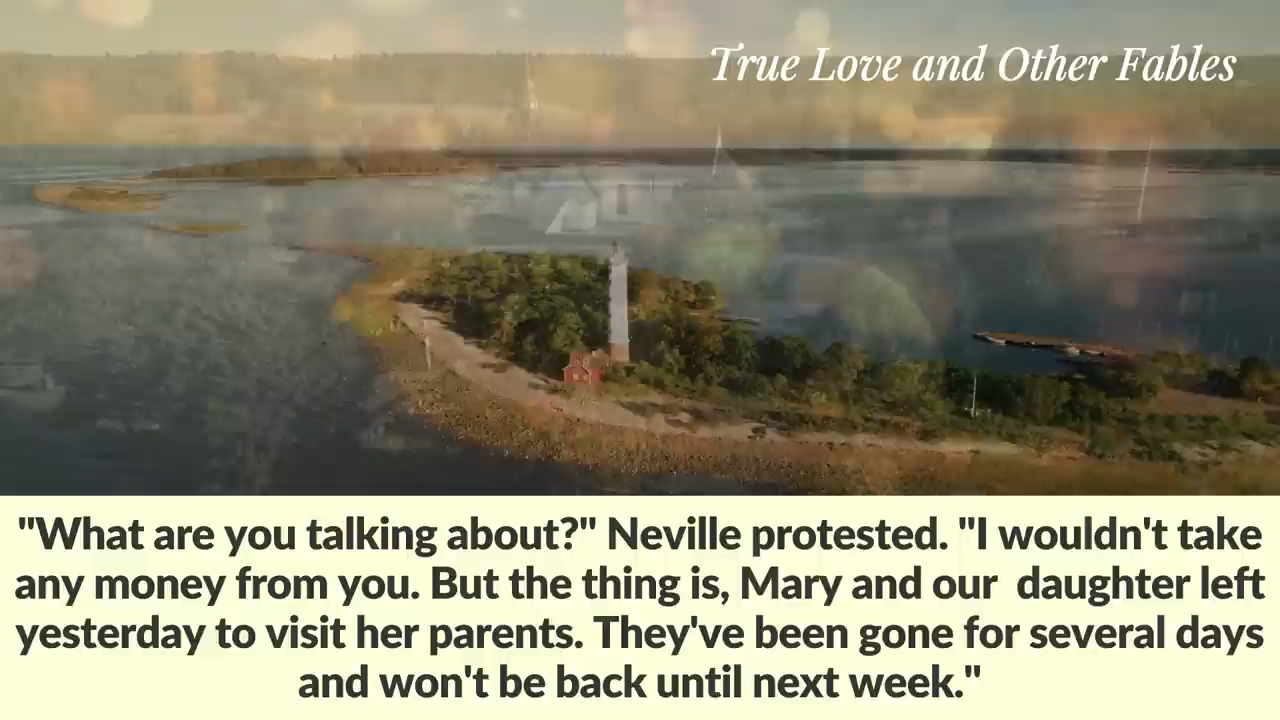 True Love and Other Fables
"What are you talking about?" Neville protested. "I wouldn't take
any money from you. But the thing is, Mary and our  daughter left
yesterday to visit her parents. They've been gone for several days
and won't be back until next week."